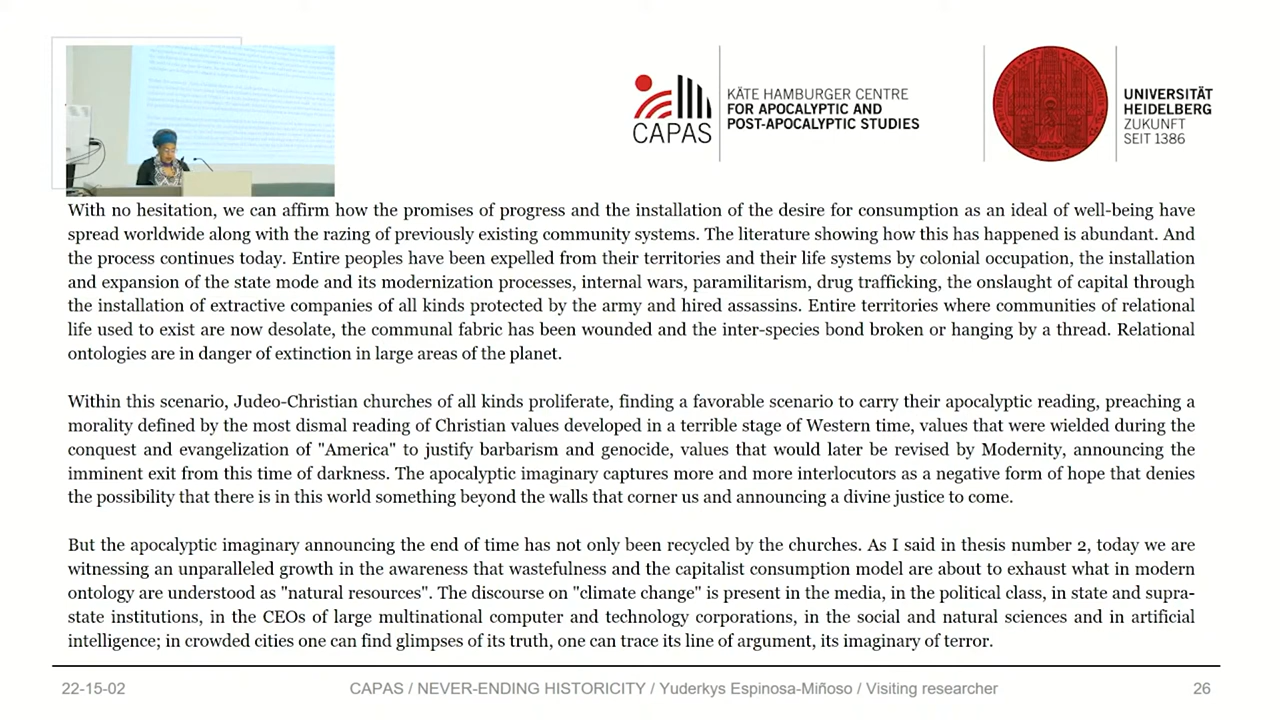 CAPAS
KÄTE HAMBURGER CENTRE
FOR APOCALYPTIC AND
POST-APOCALYPTIC STUDIES
UNIVERSITÄT
HEIDELBERG
ZUKUNFT
SEIT 1386
With no hesitation, we can affirm how the promises of progress and the installation of the desire for consumption as an ideal of well-being have
spread worldwide along with the razing of previously existing community systems. The literature showing how this has happened is abundant. And
the process continues today. Entire peoples have been expelled from their territories and their life systems by colonial occupation, the installation
and expansion of the state mode and its modernization processes, internal wars, paramilitarism, drug trafficking, the onslaught of capital through
the installation of extractive companies of all kinds protected by the army and hired assassins. Entire territories where communities of relational
life used to exist are now desolate, the communal fabric has been wounded and the inter-species bond broken or hanging by a thread. Relational
ontologies are in danger of extinction in large areas of the planet.
Within this scenario, Judeo-Christian churches of all kinds proliferate, finding a favorable scenario to carry their apocalyptic reading, preaching a
morality defined by the most dismal reading of Christian values developed in a terrible stage of Western time, values that were wielded during the
conquest and evangelization of "America" to justify barbarism and genocide, values that would later be revised by Modernity, announcing the
imminent exit from this time of darkness. The apocalyptic imaginary captures more and more interlocutors as a negative form of hope that denies
the possibility that there is in this world something beyond the walls that corner us and announcing a divine justice to come.
But the apocalyptic imaginary announcing the end of time has not only been recycled by the churches. As I said in thesis number 2, today we are
witnessing an unparalleled growth in the awareness that wastefulness and the capitalist consumption model are about to exhaust what in modern
ontology are understood as "natural resources". The discourse on "climate change" is present in the media, in the political class, in state and supra-
state institutions, in the CEOs of large multinational computer and technology corporations, in the social and natural sciences and in artificial
intelligence; in crowded cities one can find glimpses of its truth, one can trace its line of argument, its imaginary of terror.
22-15-02
CAPAS / NEVER-ENDING HISTORICITY / Yuderkys Espinosa-Miñoso / Visiting researcher
26